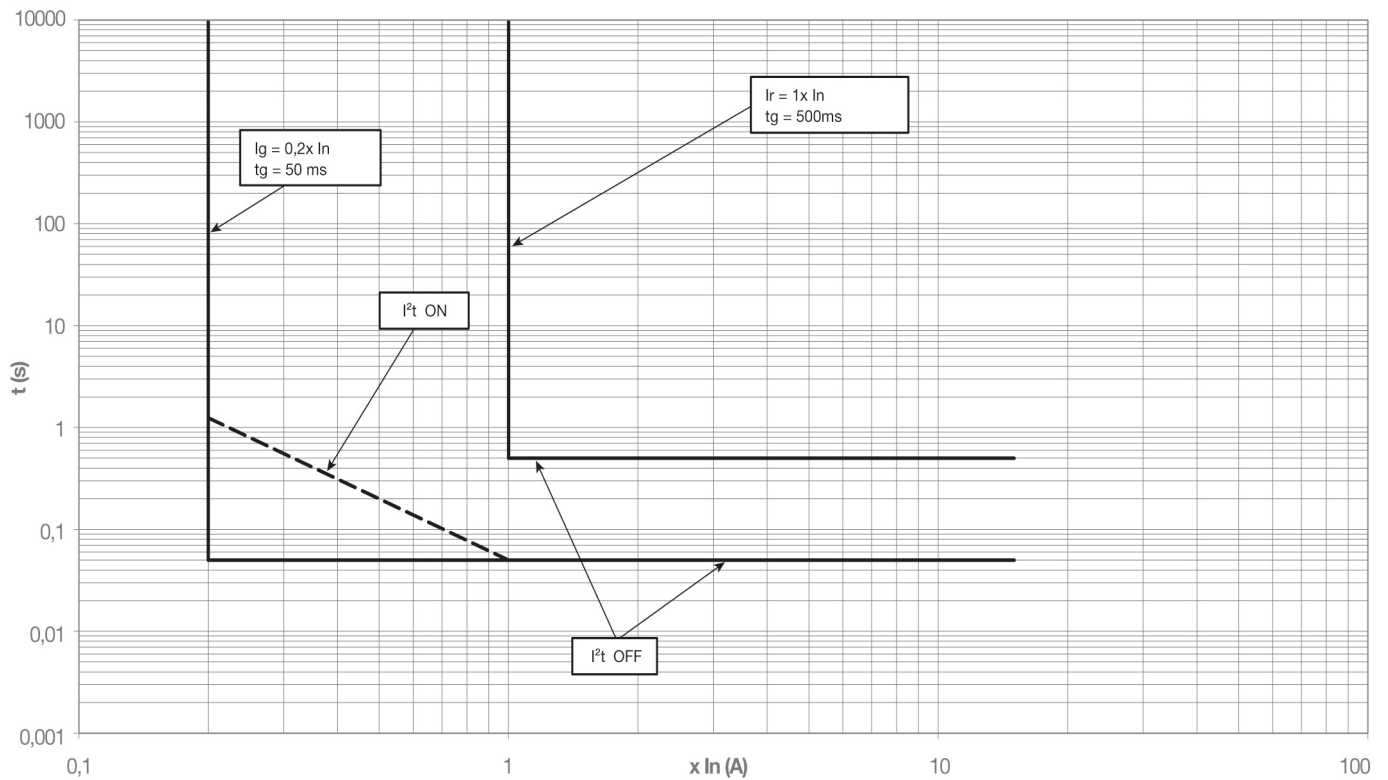 10000
1000
100
10
1
0,1
0,01
0,001
t (s)
Ig = 0,2x In
tg = 50 ms
Ir = 1x In
tg = 500ms
I²t ON
I²t OFF
0,1
1
x In (A)
10
100